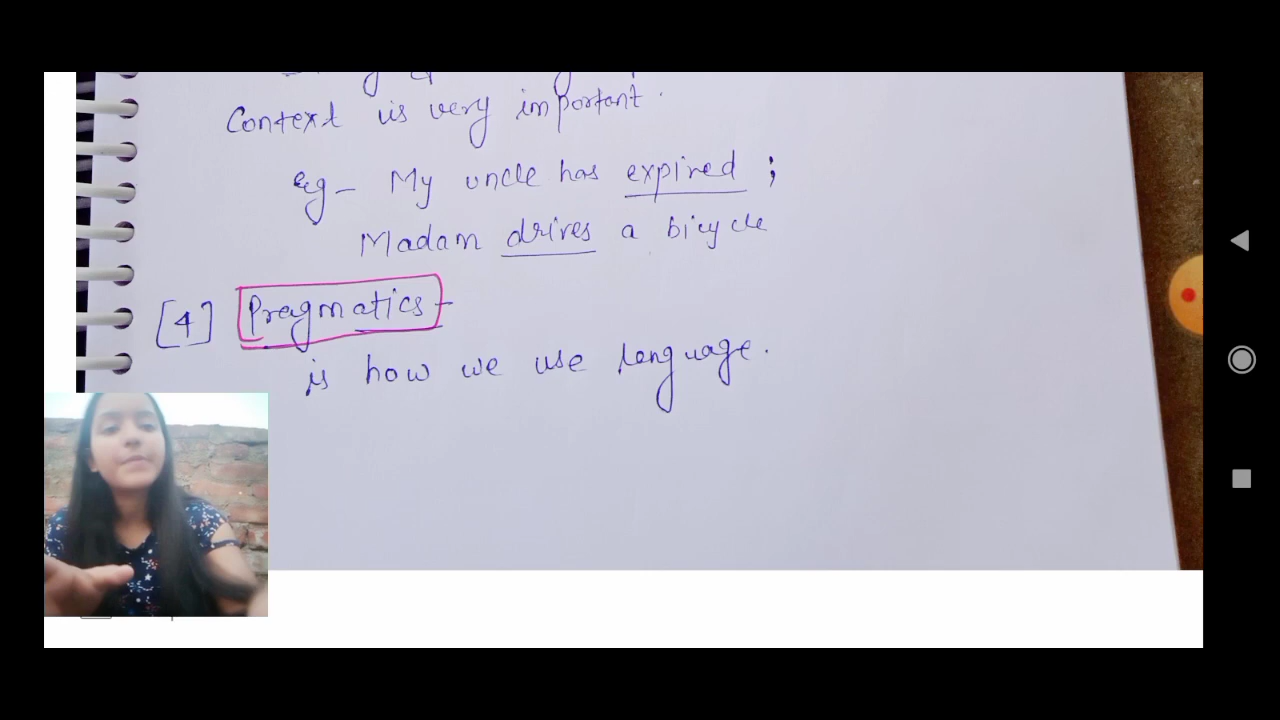 Context is very important.
eg- My uncle has expired ;
Madam drives a bicycle
[4] Pragmatics-
is how we use language.